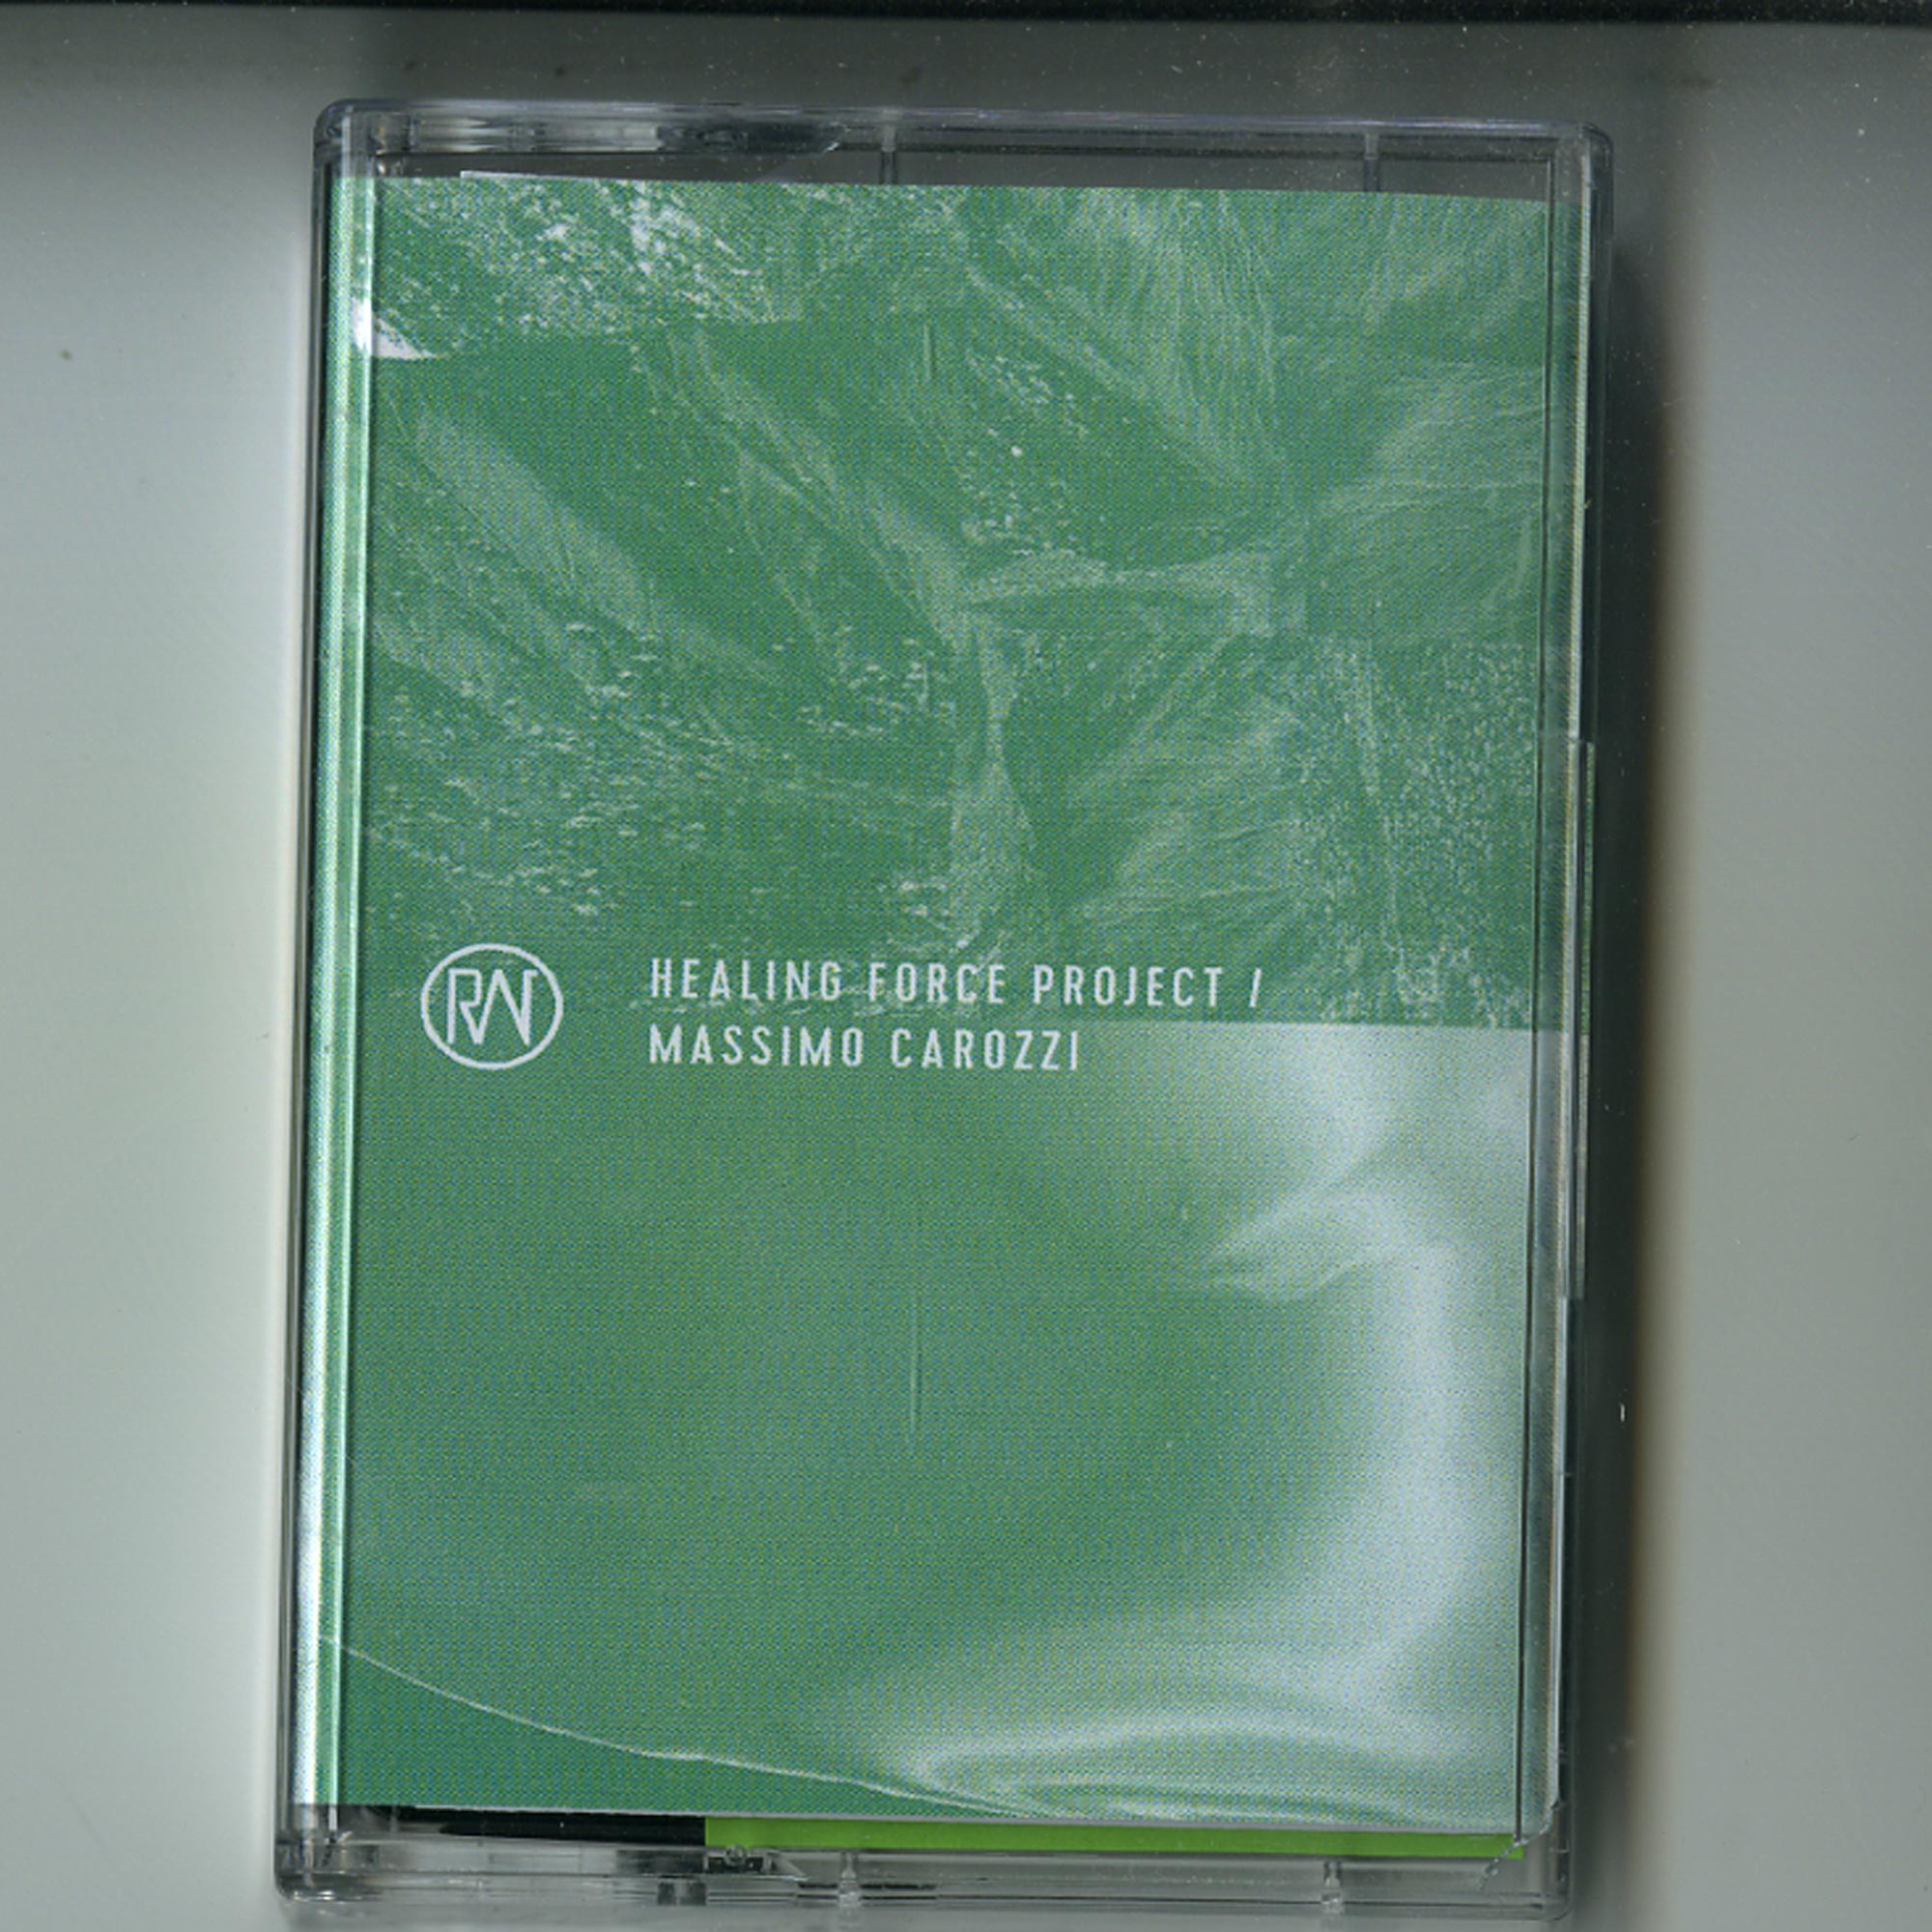 RW
HEALING FORCE PROJECT /
MASSIMO CAROZZI